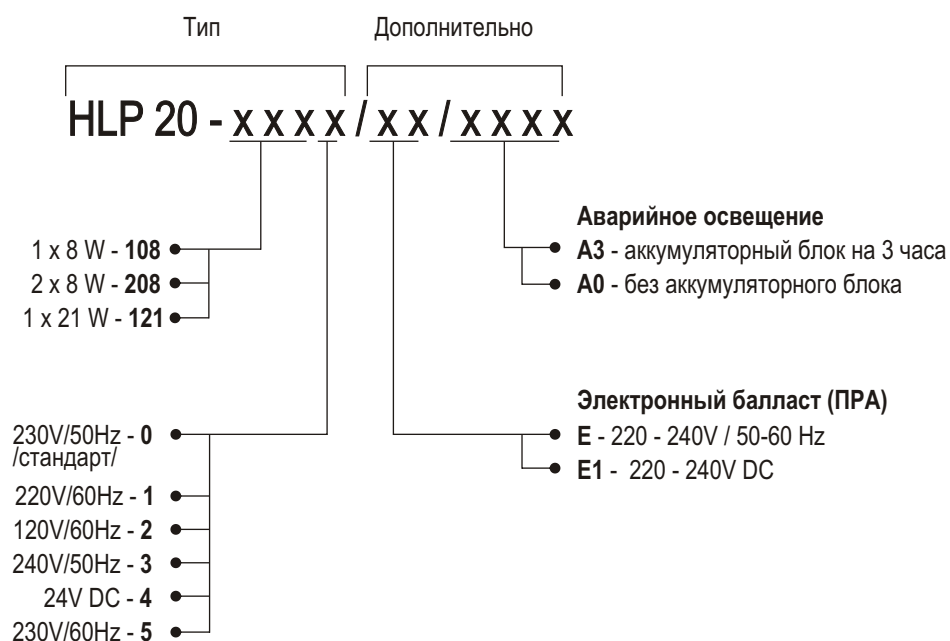 Тип Дополнительно
HLP 20 - x x x x / x x / x x x x
Аварийное освещение
А3 - аккумуляторный блок на 3 часа
А0 - без аккумуляторного блока
1 x 8 W - 108
2 x 8 W - 208
1 x 21 W - 121
Электронный балласт (ПРА)
E - 220 - 240V / 50-60 Hz
E1 - 220 - 240V DC
230V/50Hz - 0
/стандарт/
220V/60Hz - 1
120V/60Hz - 2
240V/50Hz - 3
24V DC - 4
230V/60Hz - 5